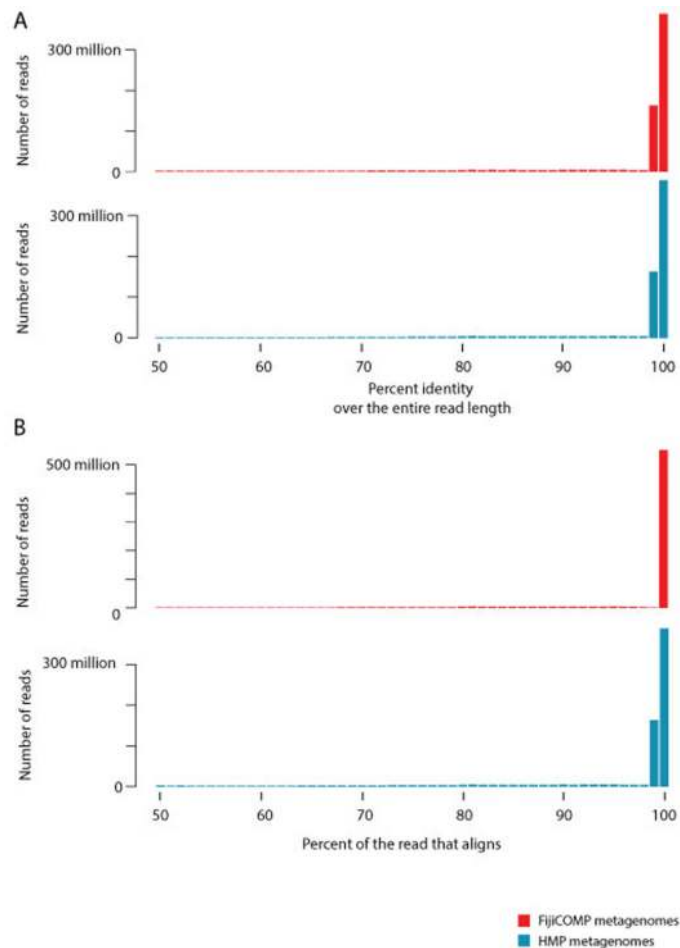 A
300 million
Number of reads
0
300 million
Number of reads
0
50 60 70 80 90 100
Percent identity
over the entire read length
B
500 million
Number of reads
0
300 million
Number of reads
0
50 60 70 80 90 100
Percent of the read that aligns
FijiCOMP metagenomes
HMP metagenomes